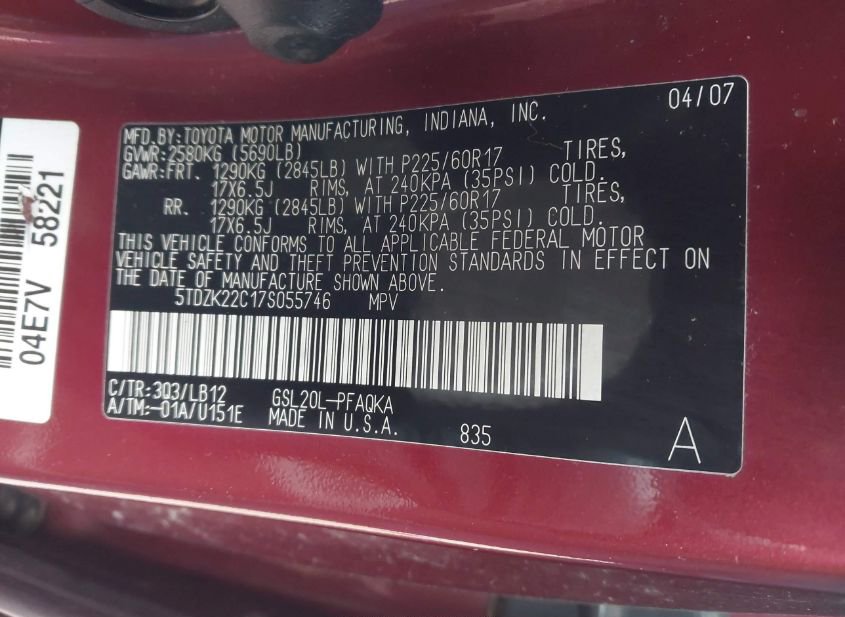 04/07
MFD.BY:TOYOTA MOTOR MANUFACTURING, INDIANA, INC.
GVWR:2580KG (5690LB)
GAWR:FRT. 1290KG (2845LB) WITH P225/60R17 TIRES,
17X6.5J RIMS, AT 240KPA (35PSI) COLD.
RR. 1290KG (2845LB) WITH P225/60R17 TIRES,
17X6.5J RIMS, AT 240KPA (35PSI) COLD.
THIS VEHICLE CONFORMS TO ALL APPLICABLE FEDERAL MOTOR
VEHICLE SAFETY AND THEFT PREVENTION STANDARDS IN EFFECT ON
THE DATE OF MANUFACTURE SHOWN ABOVE.
5TDZK22C17S055746 MPV
C/TR:3Q3/LB12 GSL20L-PFAQKA
A/TM:-01A/U151E MADE IN U.S.A. 835
A
04E7V 58221